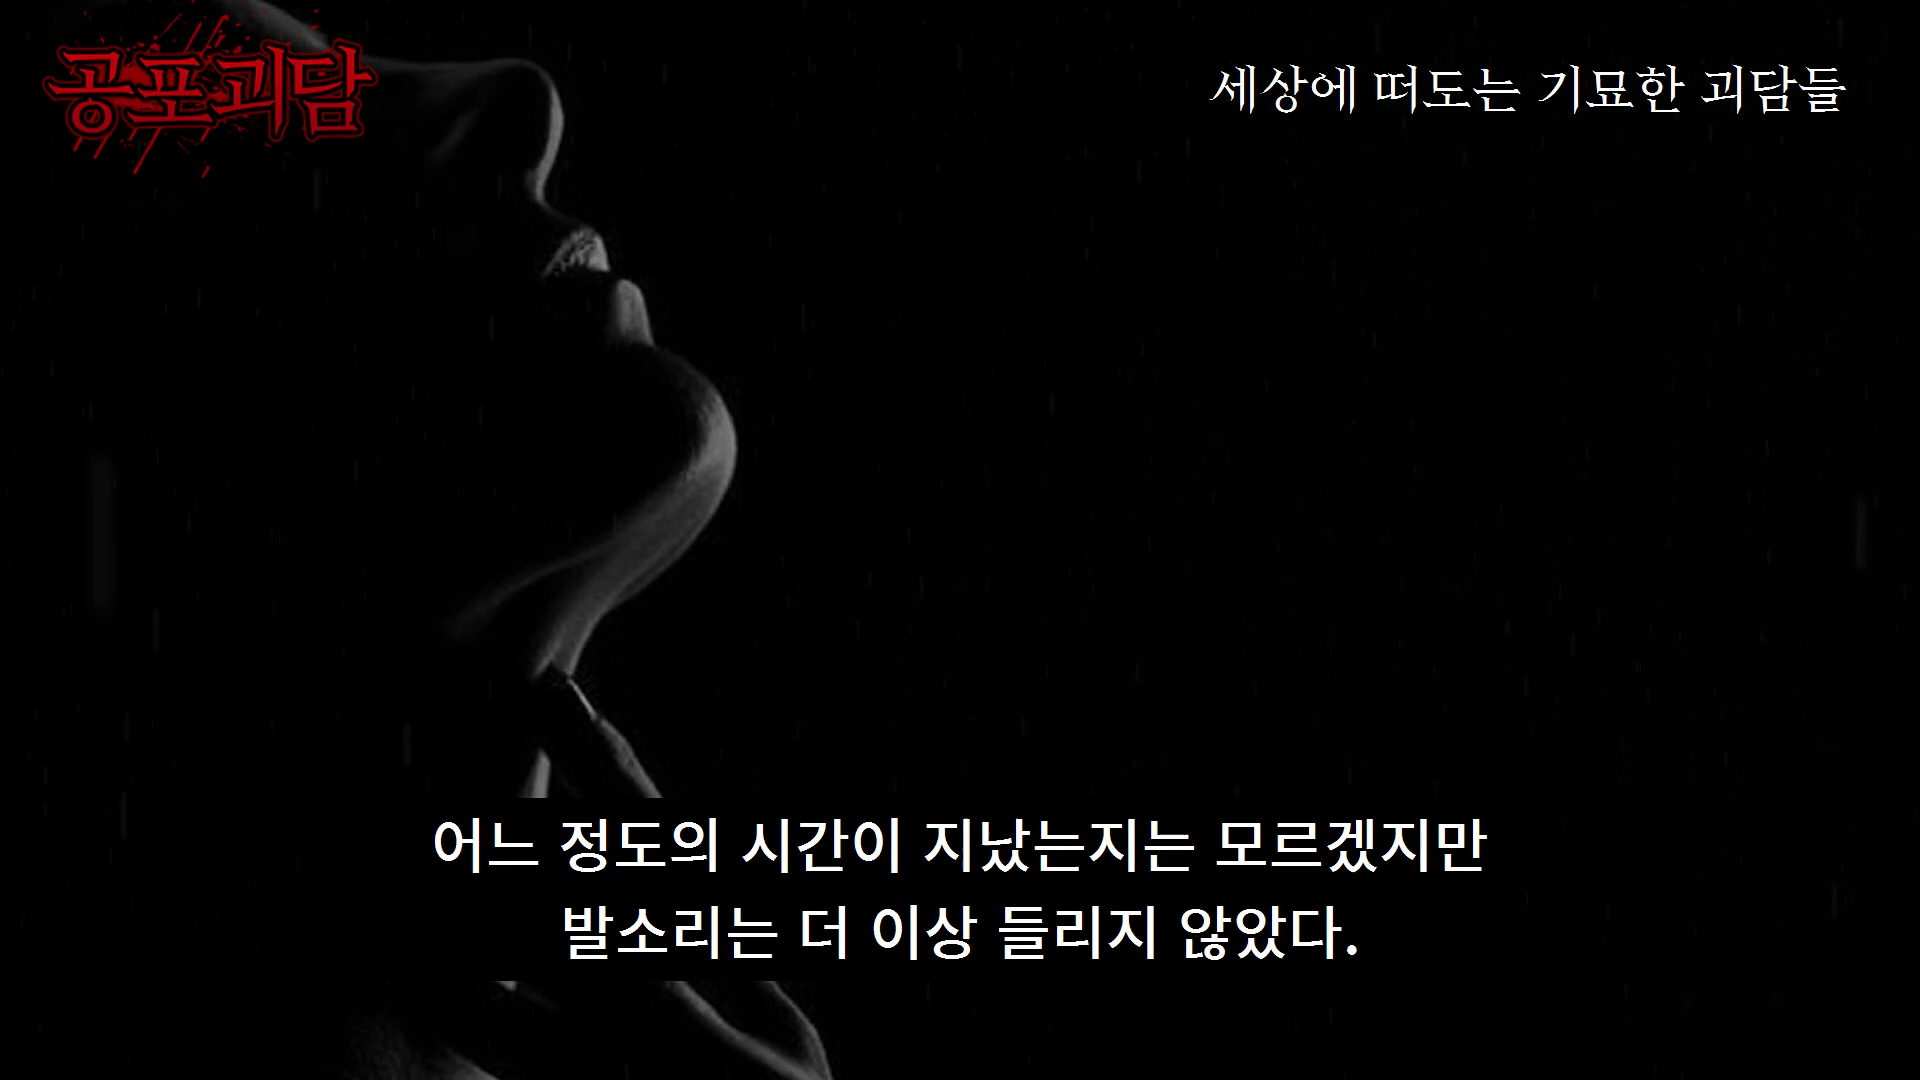 공포괴담
세상에 떠도는 기묘한 괴담들
어느 정도의 시간이 지났는지는 모르겠지만
발소리는 더 이상 들리지 않았다.